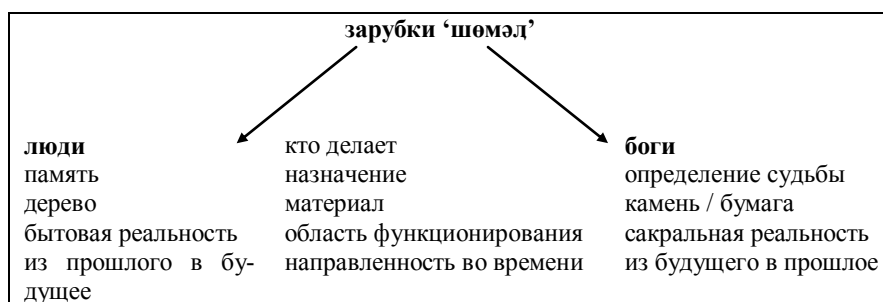 зарубки ‘шөмәԓ’
люди кто делает боги
память назначение определение судьбы
дерево материал камень / бумага
бытовая реальность область функционирования сакральная реальность
из прошлого в бу- направленность во времени из будущего в прошлое
дущее